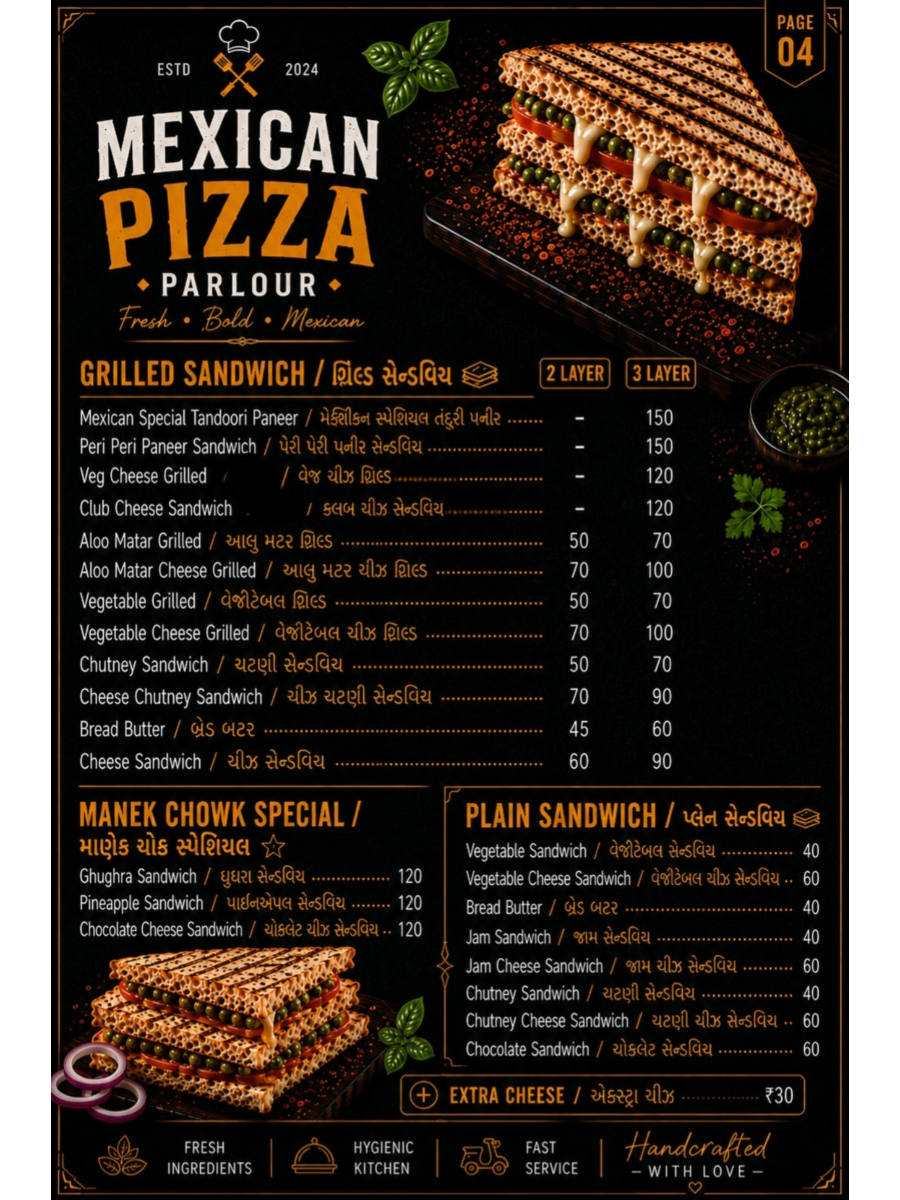 PAGE
04
ESTD 2024
MEXICAN
PIZZA
PARLOUR
Fresh • Bold • Mexican
GRILLED SANDWICH / ગ્રિલ્ડ સેન્ડવિચ 2 LAYER 3 LAYER
Mexican Special Tandoori Paneer / મેક્શીકન સ્પેશિયલ તંદુરી પનીર ....... – 150
Peri Peri Paneer Sandwich / પેરી પેરી પનીર સેન્ડવિચ ....... – 150
Veg Cheese Grilled / વેજ ચીઝ ગ્રિલ્ડ ....... – 120
Club Cheese Sandwich / કલબ ચીઝ સેન્ડવિચ ....... – 120
Aloo Matar Grilled / આલુ મટર ગ્રિલ્ડ ....... 50 70
Aloo Matar Cheese Grilled / આલુ મટર ચીઝ ગ્રિલ્ડ ....... 70 100
Vegetable Grilled / વેજીટેબલ ગ્રિલ્ડ ....... 50 70
Vegetable Cheese Grilled / વેજીટેબલ ચીઝ ગ્રિલ્ડ ....... 70 100
Chutney Sandwich / ચટણી સેન્ડવિચ ....... 50 70
Cheese Chutney Sandwich / ચીઝ ચટણી સેન્ડવિચ ....... 70 90
Bread Butter / બ્રેડ બટર ....... 45 60
Cheese Sandwich / ચીઝ સેન્ડવિચ ....... 60 90
MANEK CHOWK SPECIAL /
માણેક ચોક સ્પેશિયલ
Ghughra Sandwich / ઘુઘરા સેન્ડવિચ ....... 120
Pineapple Sandwich / પાઈનએપલ સેન્ડવિચ ....... 120
Chocolate Cheese Sandwich / ચોકલેટ ચીઝ સેન્ડવિચ .. 120
PLAIN SANDWICH / પ્લેન સેન્ડવિચ
Vegetable Sandwich / વેજીટેબલ સેન્ડવિચ ....... 40
Vegetable Cheese Sandwich / વેજીટેબલ ચીઝ સેન્ડવિચ .. 60
Bread Butter / બ્રેડ બટર ....... 40
Jam Sandwich / જામ સેન્ડવિચ ....... 40
Jam Cheese Sandwich / જામ ચીઝ સેન્ડવિચ ....... 60
Chutney Sandwich / ચટણી સેન્ડવિચ ....... 40
Chutney Cheese Sandwich / ચટણી ચીઝ સેન્ડવિચ .. 60
Chocolate Sandwich / ચોકલેટ સેન્ડવિચ ....... 60
EXTRA CHEESE / એકસ્ટ્રા ચીઝ ....... ₹30
FRESH
INGREDIENTS
HYGIENIC
KITCHEN
FAST
SERVICE
Handcrafted
– WITH LOVE –